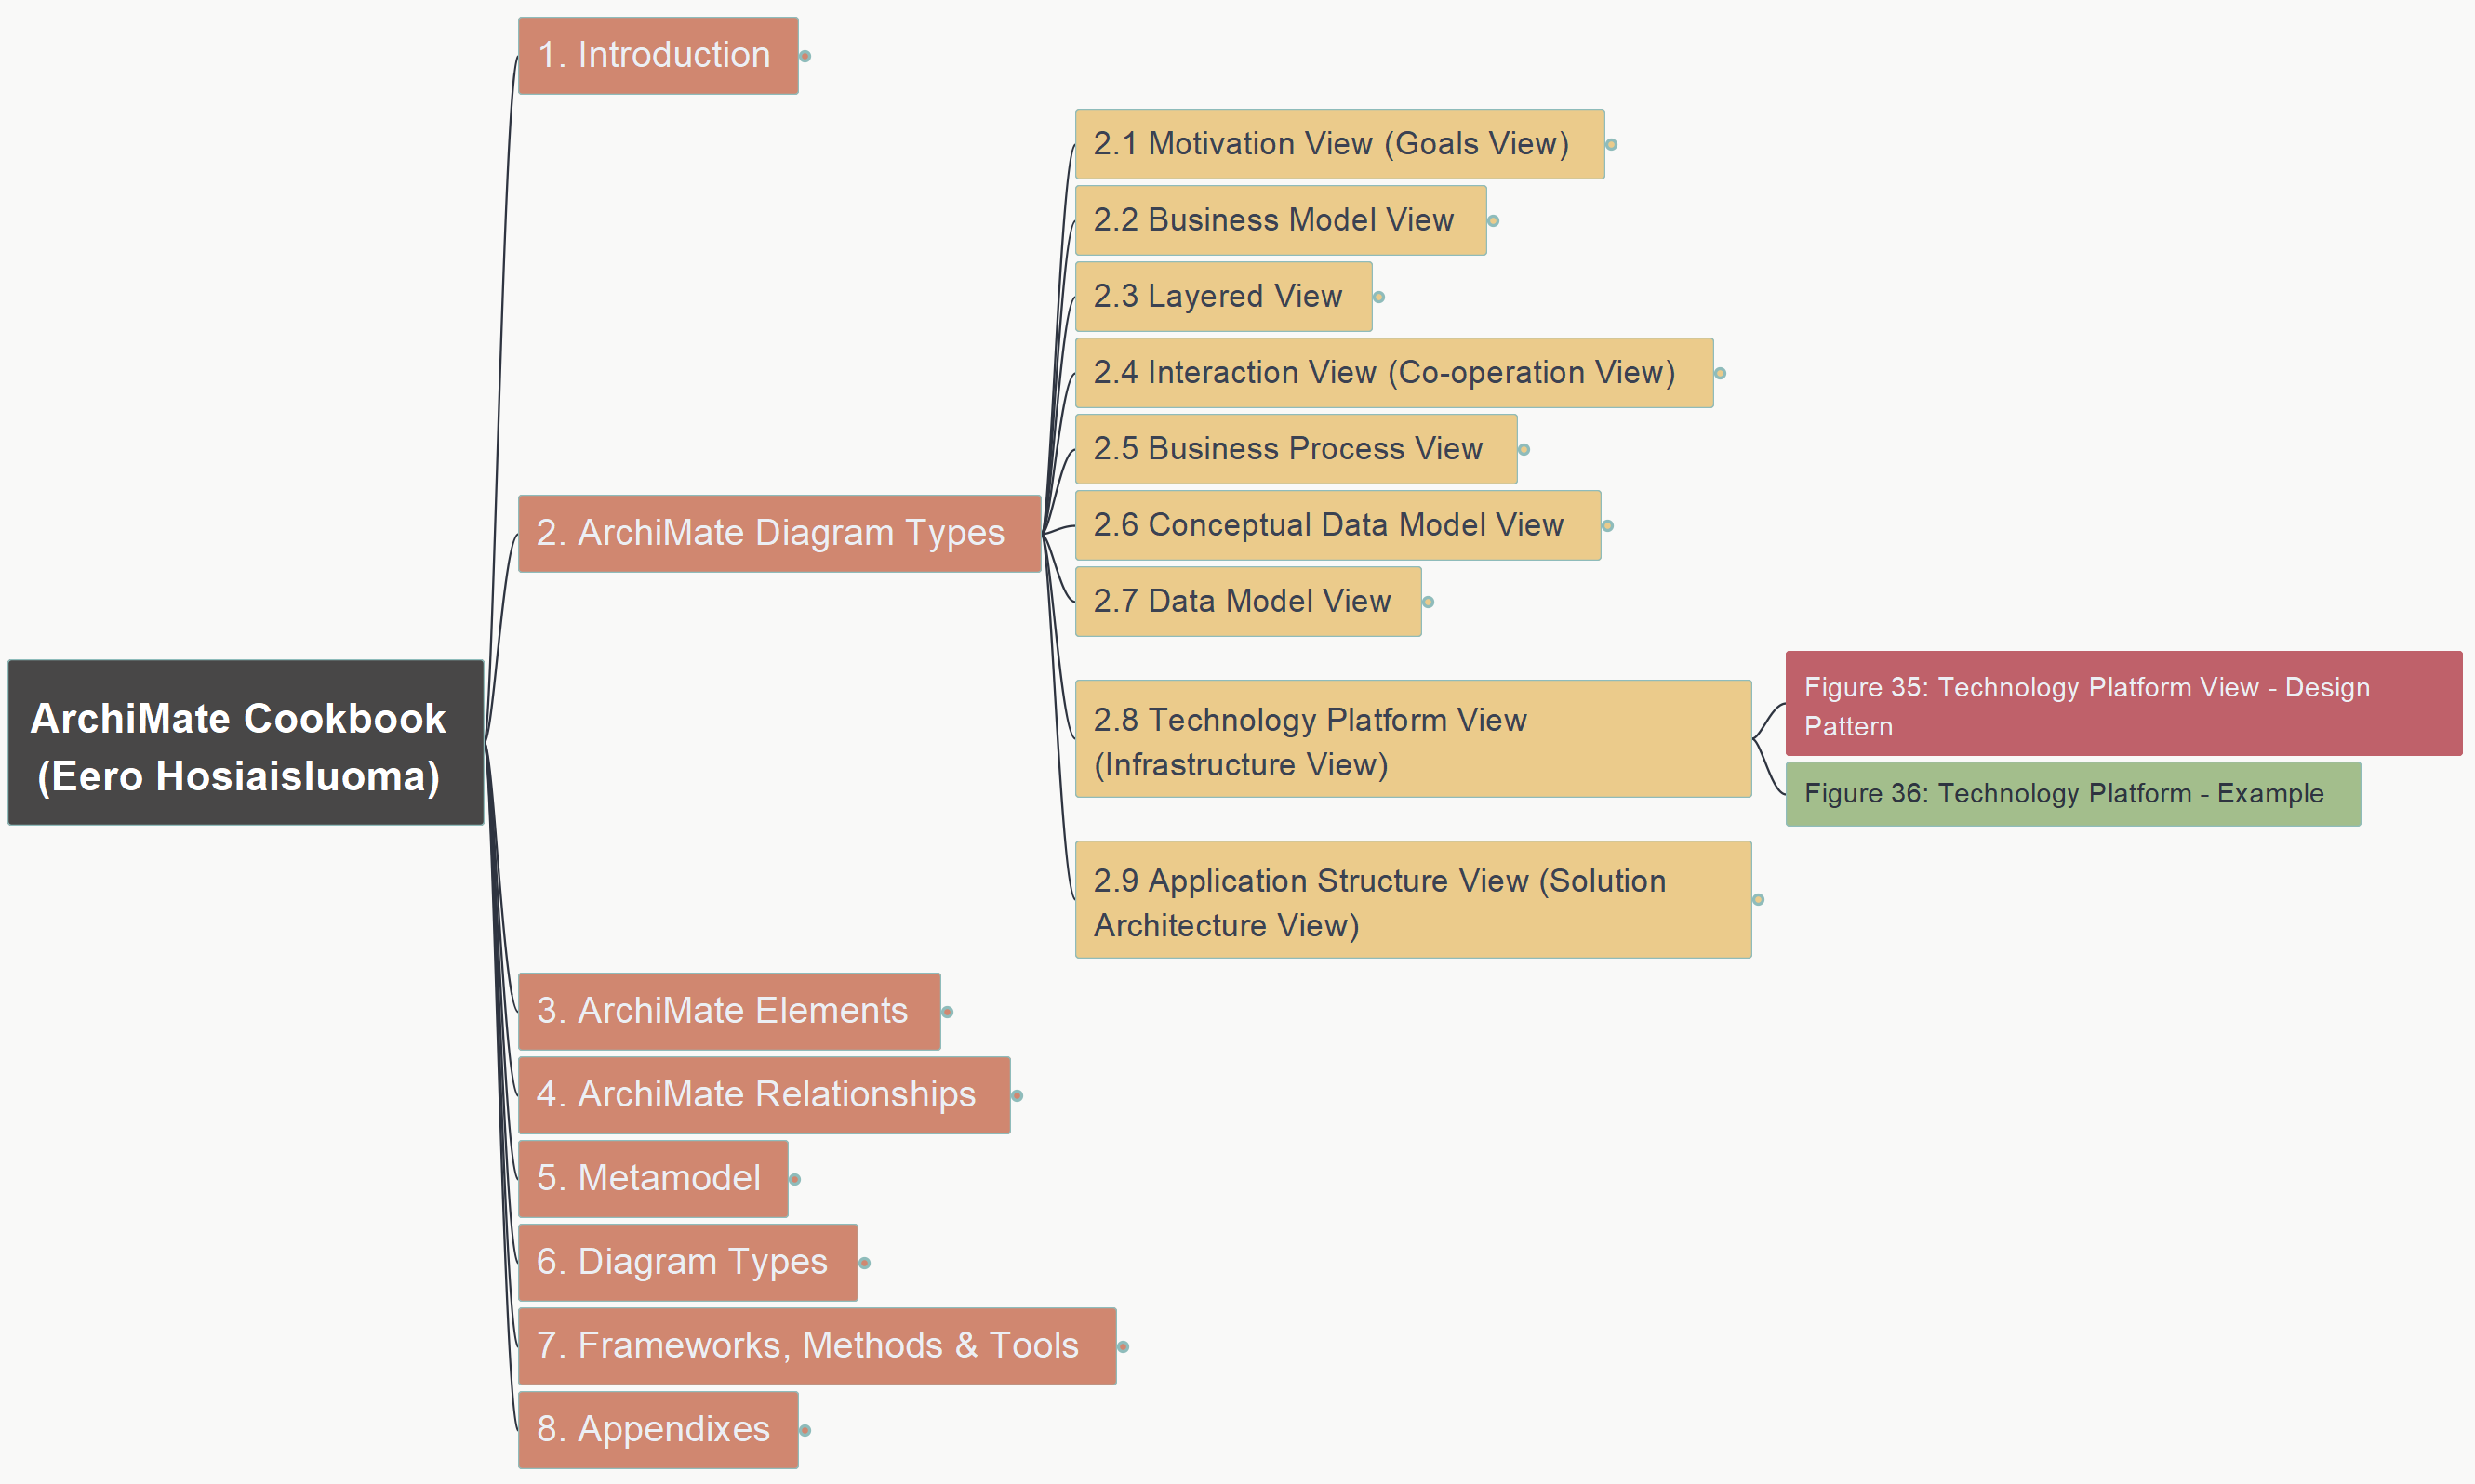 ArchiMate Cookbook
(Eero Hosiaisluoma)
1. Introduction
2. ArchiMate Diagram Types
2.1 Motivation View (Goals View)
2.2 Business Model View
2.3 Layered View
2.4 Interaction View (Co-operation View)
2.5 Business Process View
2.6 Conceptual Data Model View
2.7 Data Model View
2.8 Technology Platform View
(Infrastructure View)
Figure 35: Technology Platform View - Design
Pattern
Figure 36: Technology Platform - Example
2.9 Application Structure View (Solution
Architecture View)
3. ArchiMate Elements
4. ArchiMate Relationships
5. Metamodel
6. Diagram Types
7. Frameworks, Methods & Tools
8. Appendixes